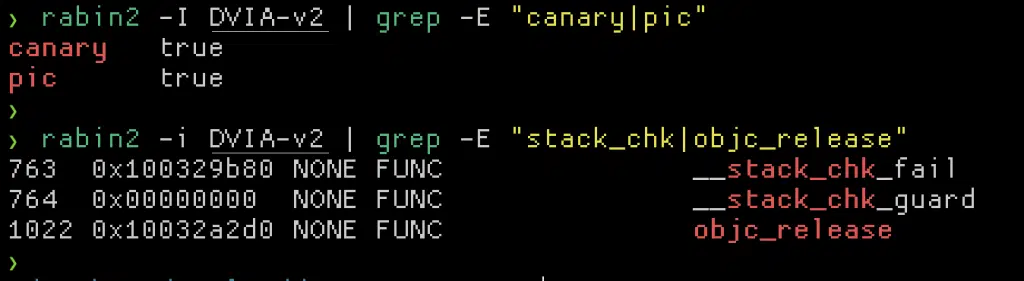 ❯ rabin2 -I DVIA-v2 | grep -E "canary|pic"
canary   true
pic      true
❯
❯ rabin2 -i DVIA-v2 | grep -E "stack_chk|objc_release"
763  0x100329b80 NONE FUNC                  __stack_chk_fail
764  0x00000000  NONE FUNC                  __stack_chk_guard
1022 0x10032a2d0 NONE FUNC                  objc_release
❯